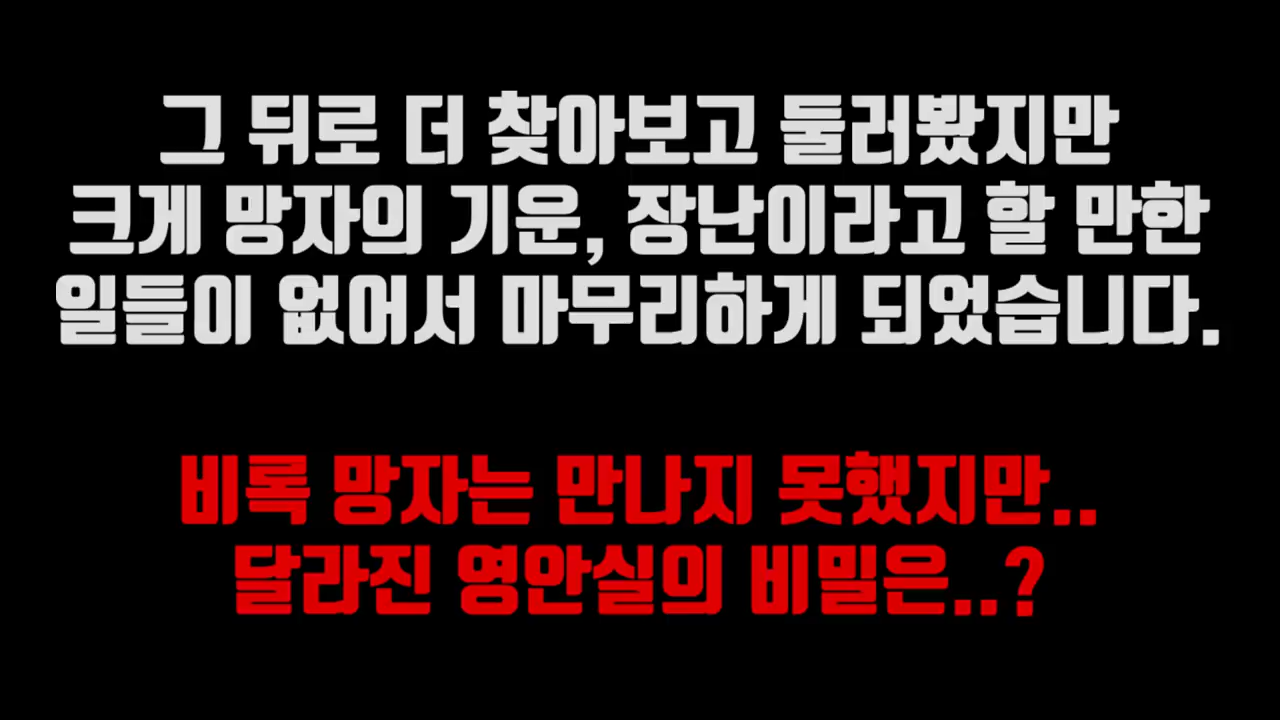 그 뒤로 더 찾아보고 둘러봤지만
크게 망자의 기운, 장난이라고 할 만한
일들이 없어서 마무리하게 되었습니다.
비록 망자는 만나지 못했지만..
달라진 영안실의 비밀은..?